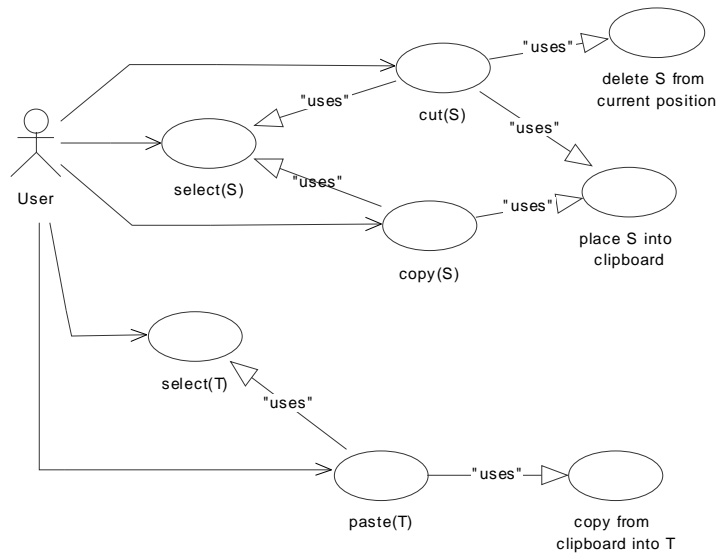 "uses"
delete S from
current position
"uses"
cut(S)
"uses"
User
select(S)
"uses"
"uses"
place S into
clipboard
copy(S)
select(T)
"uses"
"uses"
paste(T)
copy from
clipboard into T